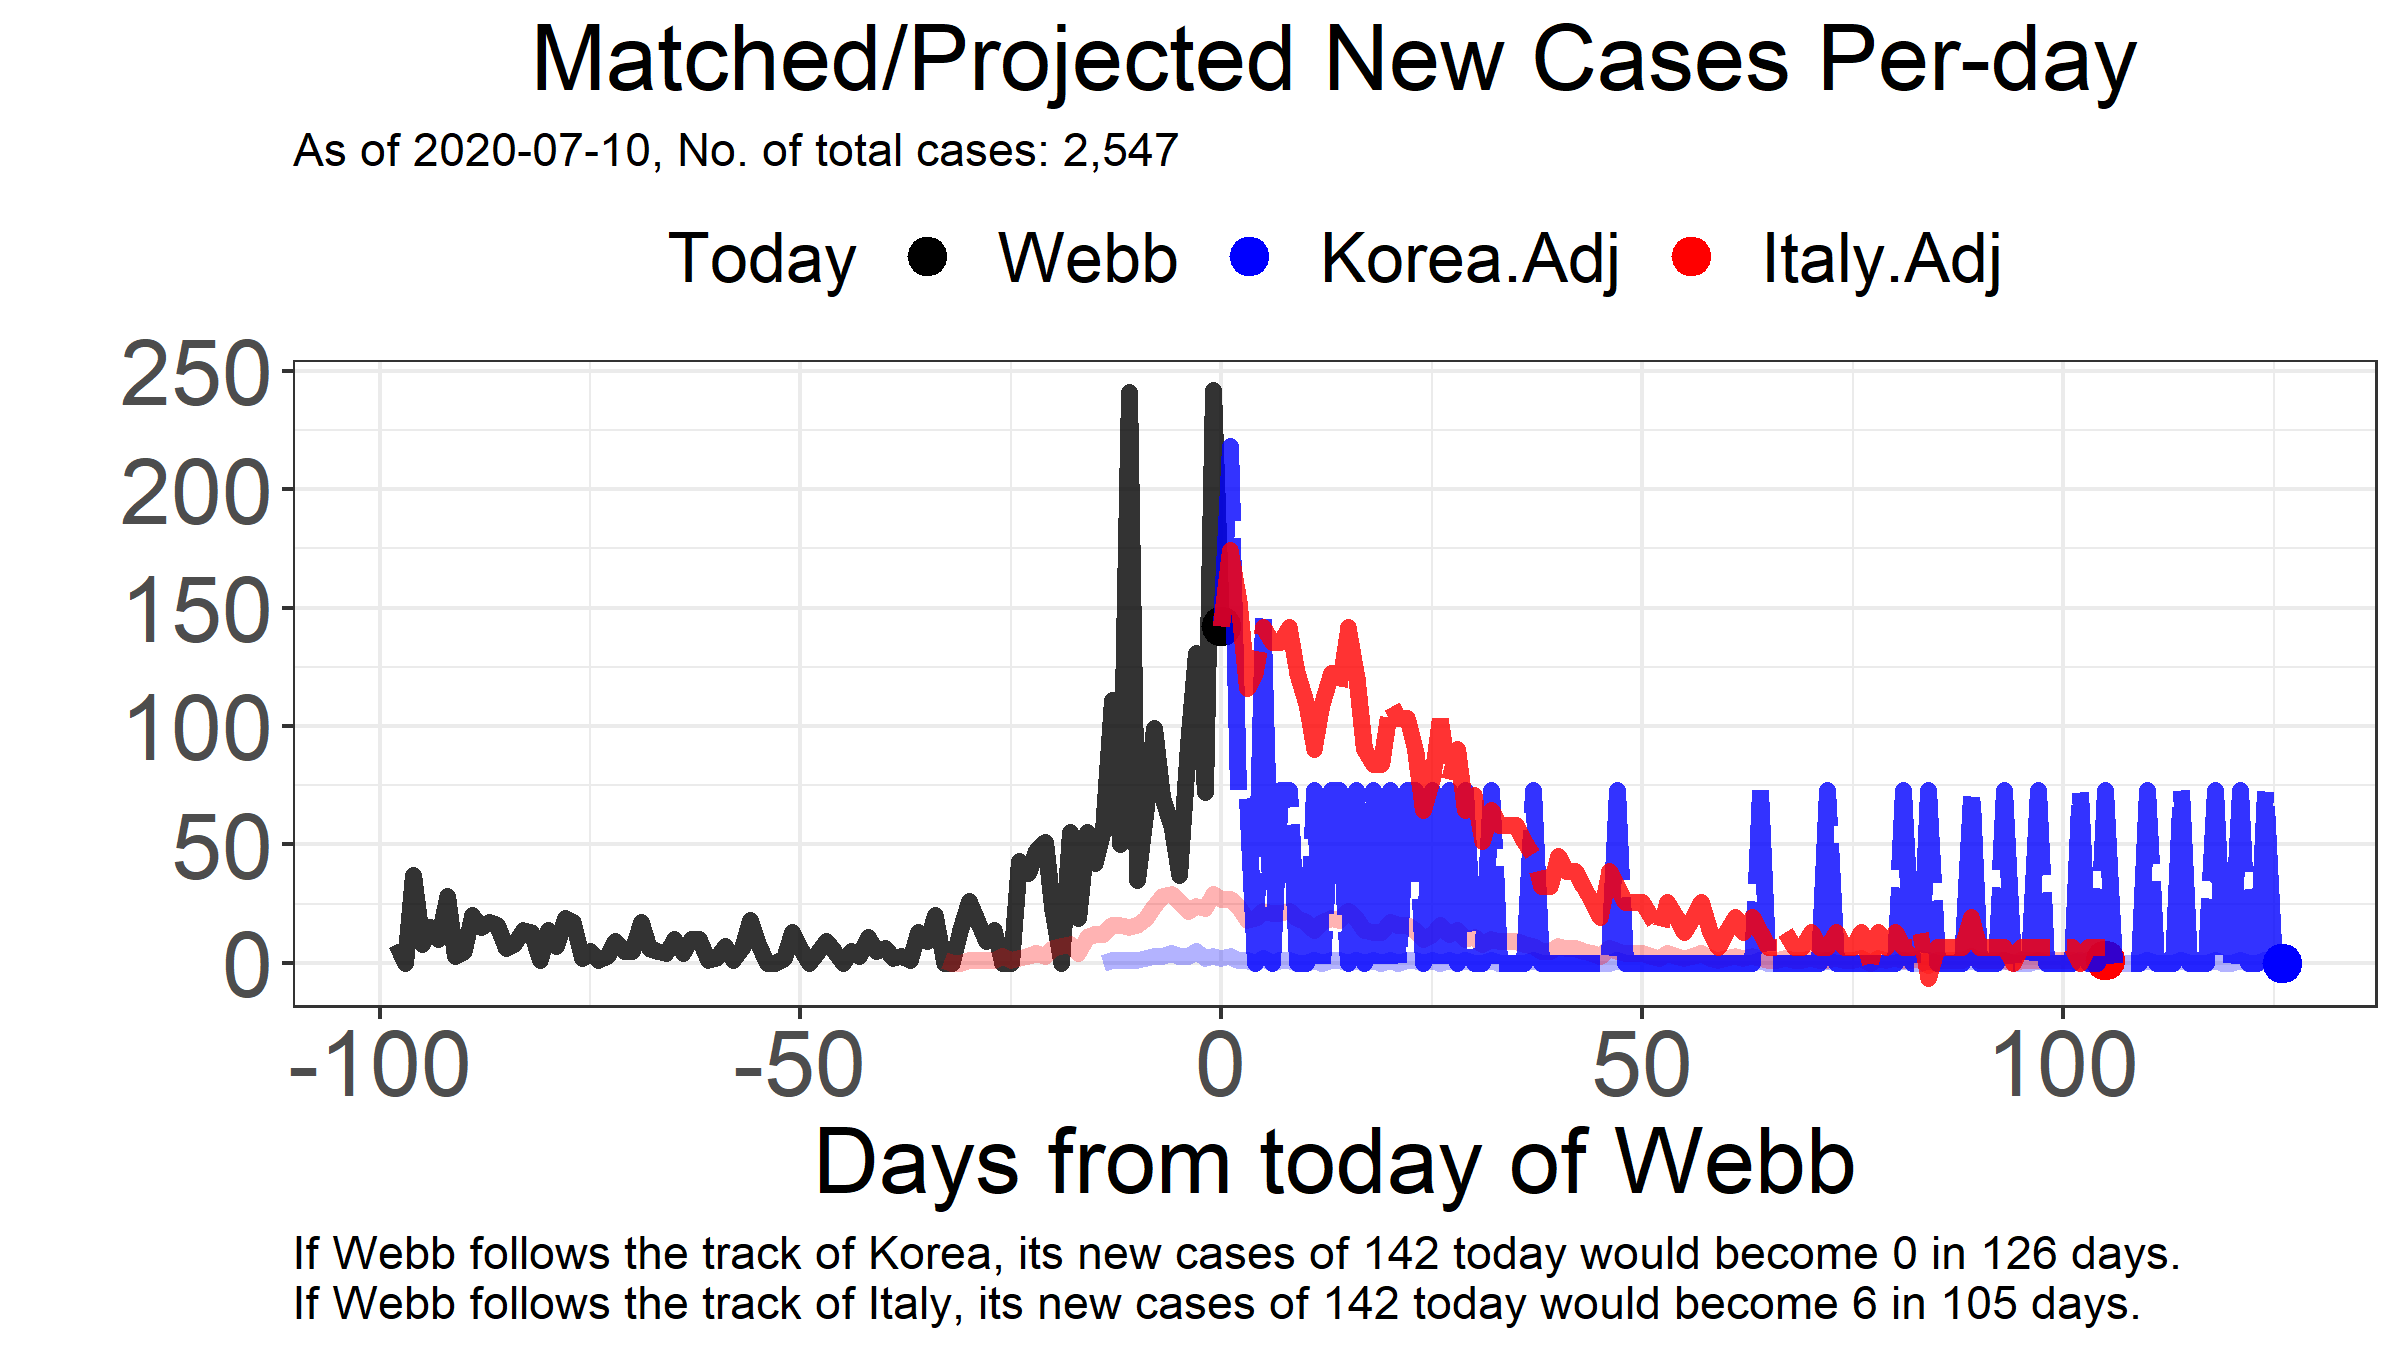 Matched/Projected New Cases Per-day
As of 2020-07-10, No. of total cases: 2,547
Today Webb Korea.Adj Italy.Adj
250
200
150
100
50
0
-100 -50 0 50 100
Days from today of Webb
If Webb follows the track of Korea, its new cases of 142 today would become 0 in 126 days.
If Webb follows the track of Italy, its new cases of 142 today would become 6 in 105 days.